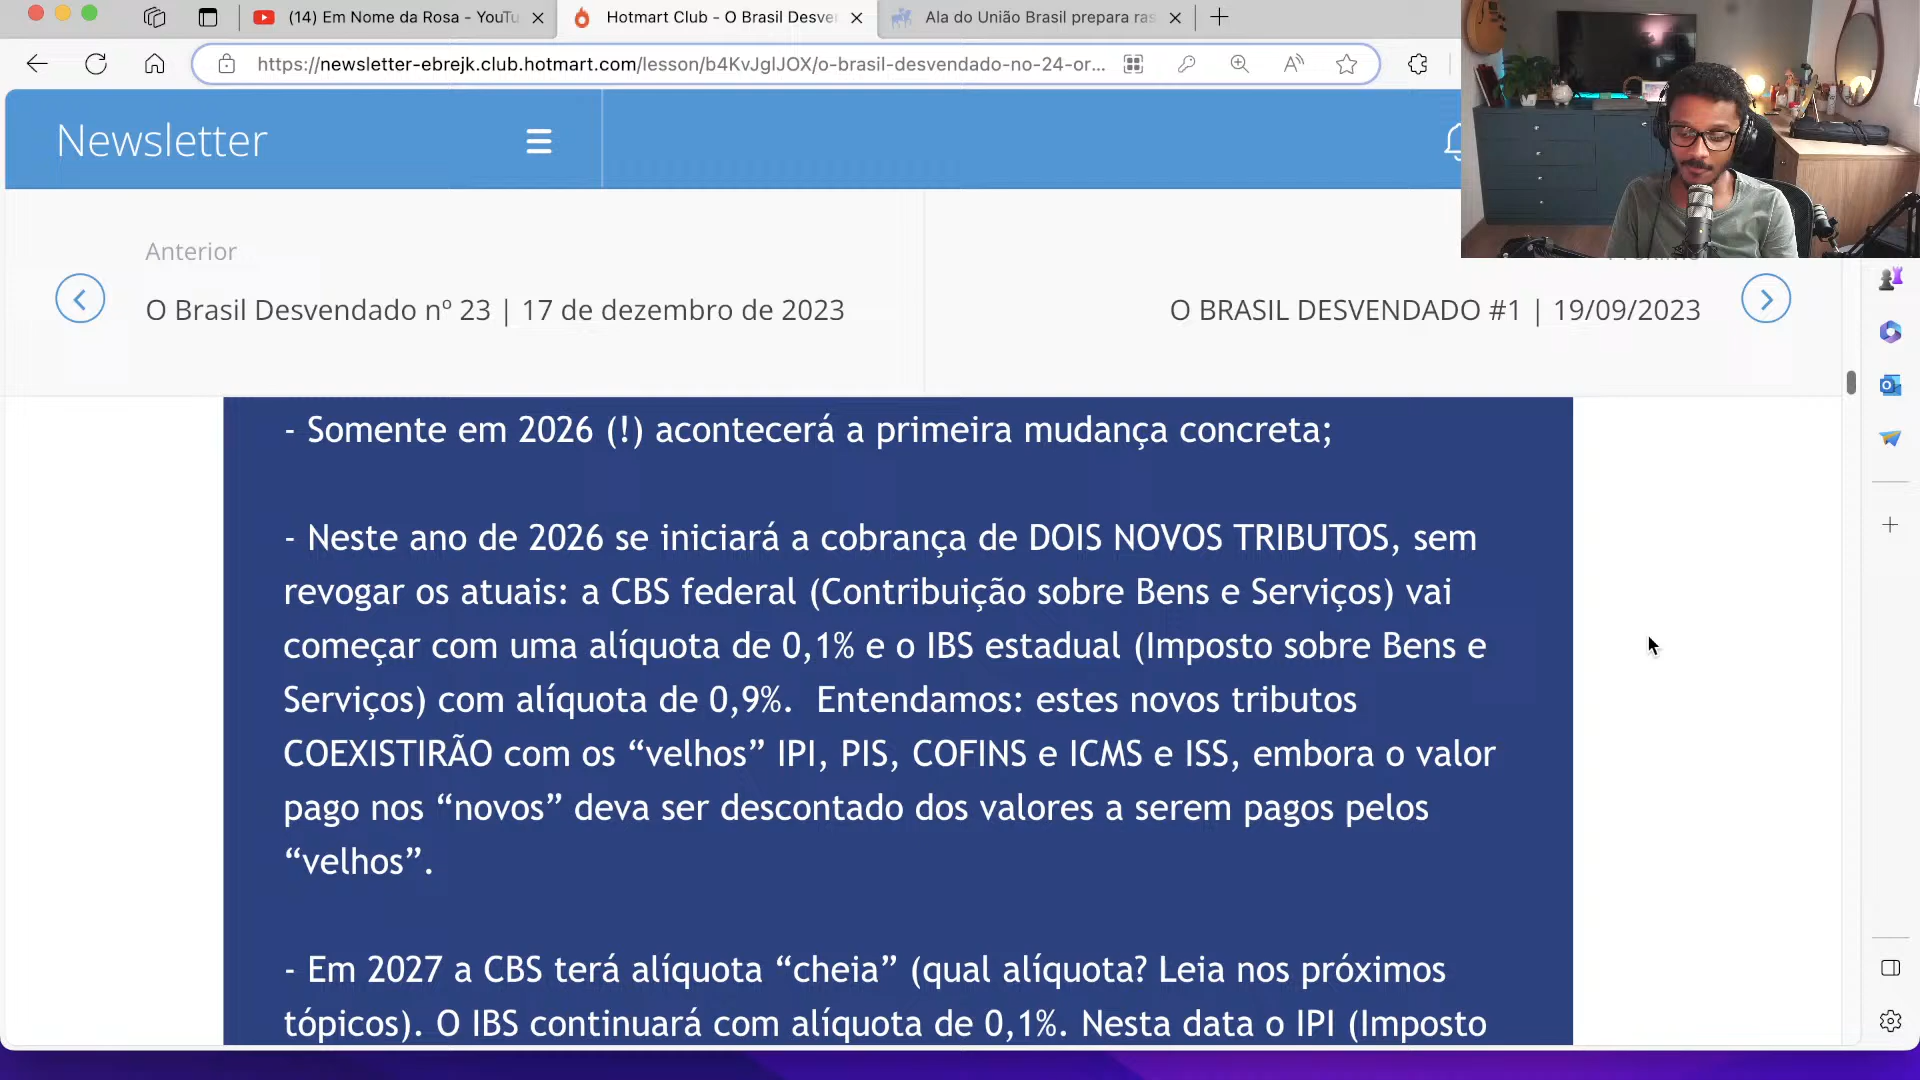 (14) Em Nome da Rosa - YouTu
Hotmart Club - O Brasil Desve
Ala do União Brasil prepara ras
https://newsletter-ebrejk.club.hotmart.com/lesson/b4KvJglJOX/o-brasil-desvendado-no-24-or...
Newsletter
Anterior
O Brasil Desvendado nº 23 | 17 de dezembro de 2023
O BRASIL DESVENDADO #1 | 19/09/2023
- Somente em 2026 (!) acontecerá a primeira mudança concreta;
- Neste ano de 2026 se iniciará a cobrança de DOIS NOVOS TRIBUTOS, sem
revogar os atuais: a CBS federal (Contribuição sobre Bens e Serviços) vai
começar com uma alíquota de 0,1% e o IBS estadual (Imposto sobre Bens e
Serviços) com alíquota de 0,9%.  Entendamos: estes novos tributos
COEXISTIRÃO com os “velhos” IPI, PIS, COFINS e ICMS e ISS, embora o valor
pago nos “novos” deva ser descontado dos valores a serem pagos pelos
“velhos”.
- Em 2027 a CBS terá alíquota “cheia” (qual alíquota? Leia nos próximos
tópicos). O IBS continuará com alíquota de 0,1%. Nesta data o IPI (Imposto